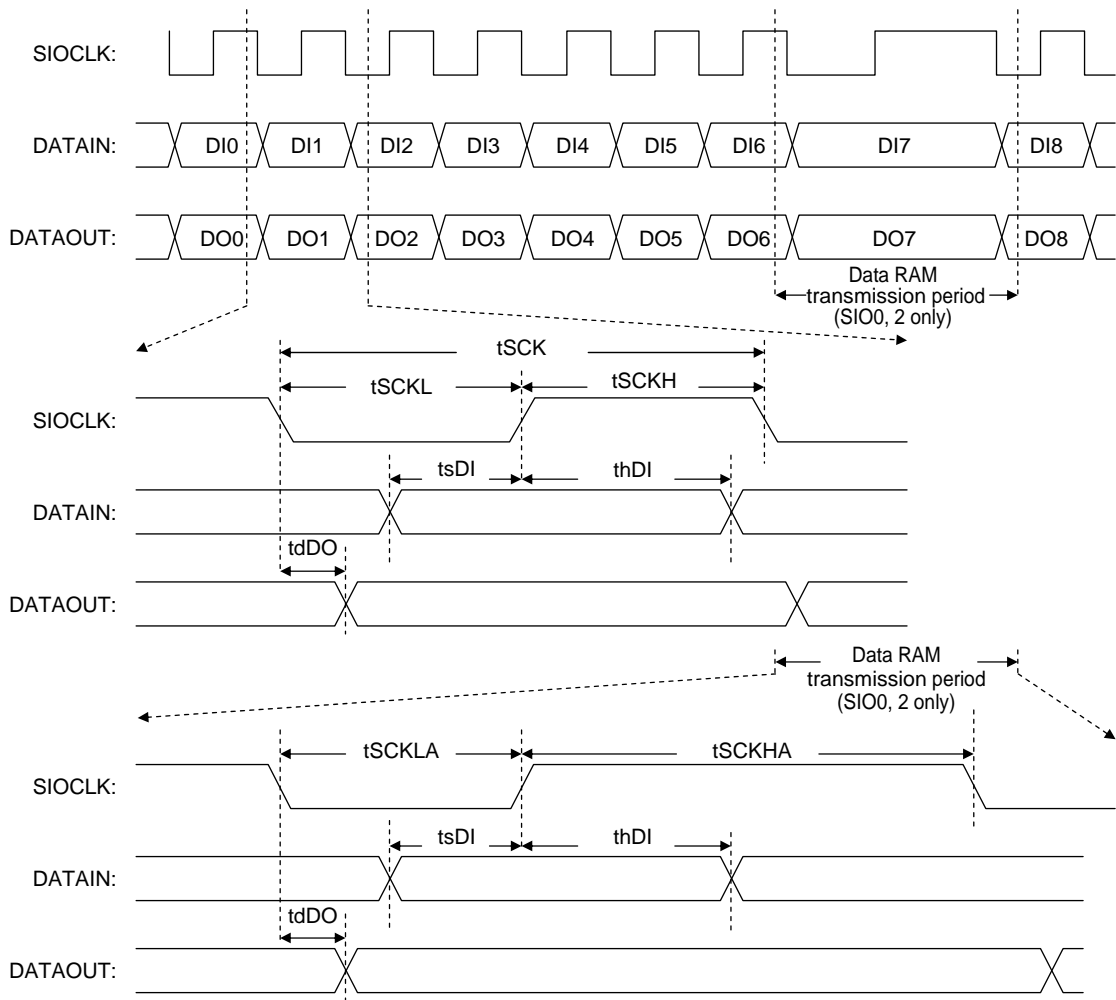 SIOCLK:
DATAIN: DI0 DI1 DI2 DI3 DI4 DI5 DI6 DI7 DI8
DATAOUT: DO0 DO1 DO2 DO3 DO4 DO5 DO6 DO7 DO8
Data RAM
transmission period
(SIO0, 2 only)
tSCK
tSCKL tSCKH
SIOCLK:
tsDI thDI
DATAIN:
tdDO
DATAOUT:
Data RAM
transmission period
(SIO0, 2 only)
tSCKLA tSCKHA
SIOCLK:
tsDI thDI
DATAIN:
tdDO
DATAOUT: